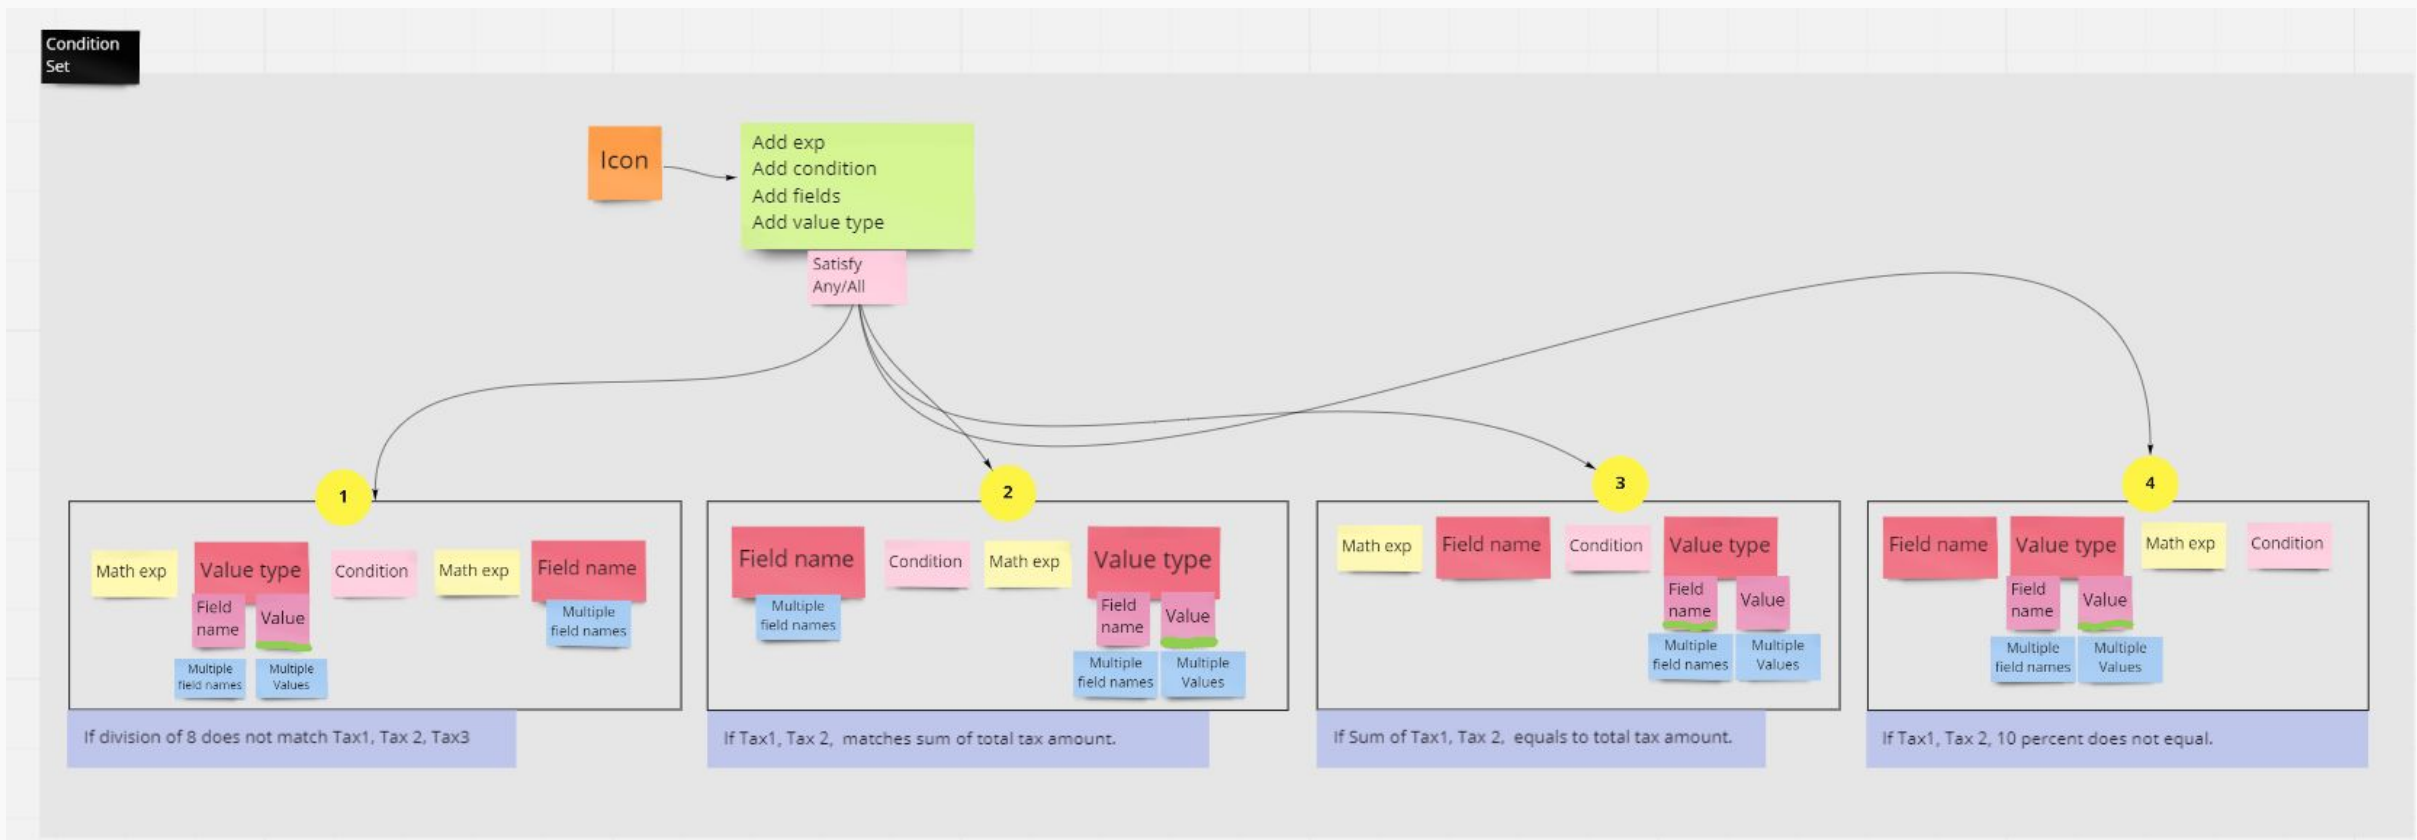 Condition
Set
Icon
Add exp
Add condition
Add fields
Add value type
Satisfy
Any/All
1
Math exp
Value type
Condition
Math exp
Field name
Field
name
Value
Multiple
field names
Multiple
Values
Multiple
field names
If division of 8 does not match Tax1, Tax 2, Tax3
2
Field name
Condition
Math exp
Value type
Multiple
field names
Field
name
Value
Multiple
field names
Multiple
Values
If Tax1, Tax 2, matches sum of total tax amount.
3
Math exp
Field name
Condition
Value type
Field
name
Value
Multiple
field names
Multiple
Values
If Sum of Tax1, Tax 2, equals to total tax amount.
4
Field name
Value type
Math exp
Condition
Field
name
Value
Multiple
field names
Multiple
Values
If Tax1, Tax 2, 10 percent does not equal.